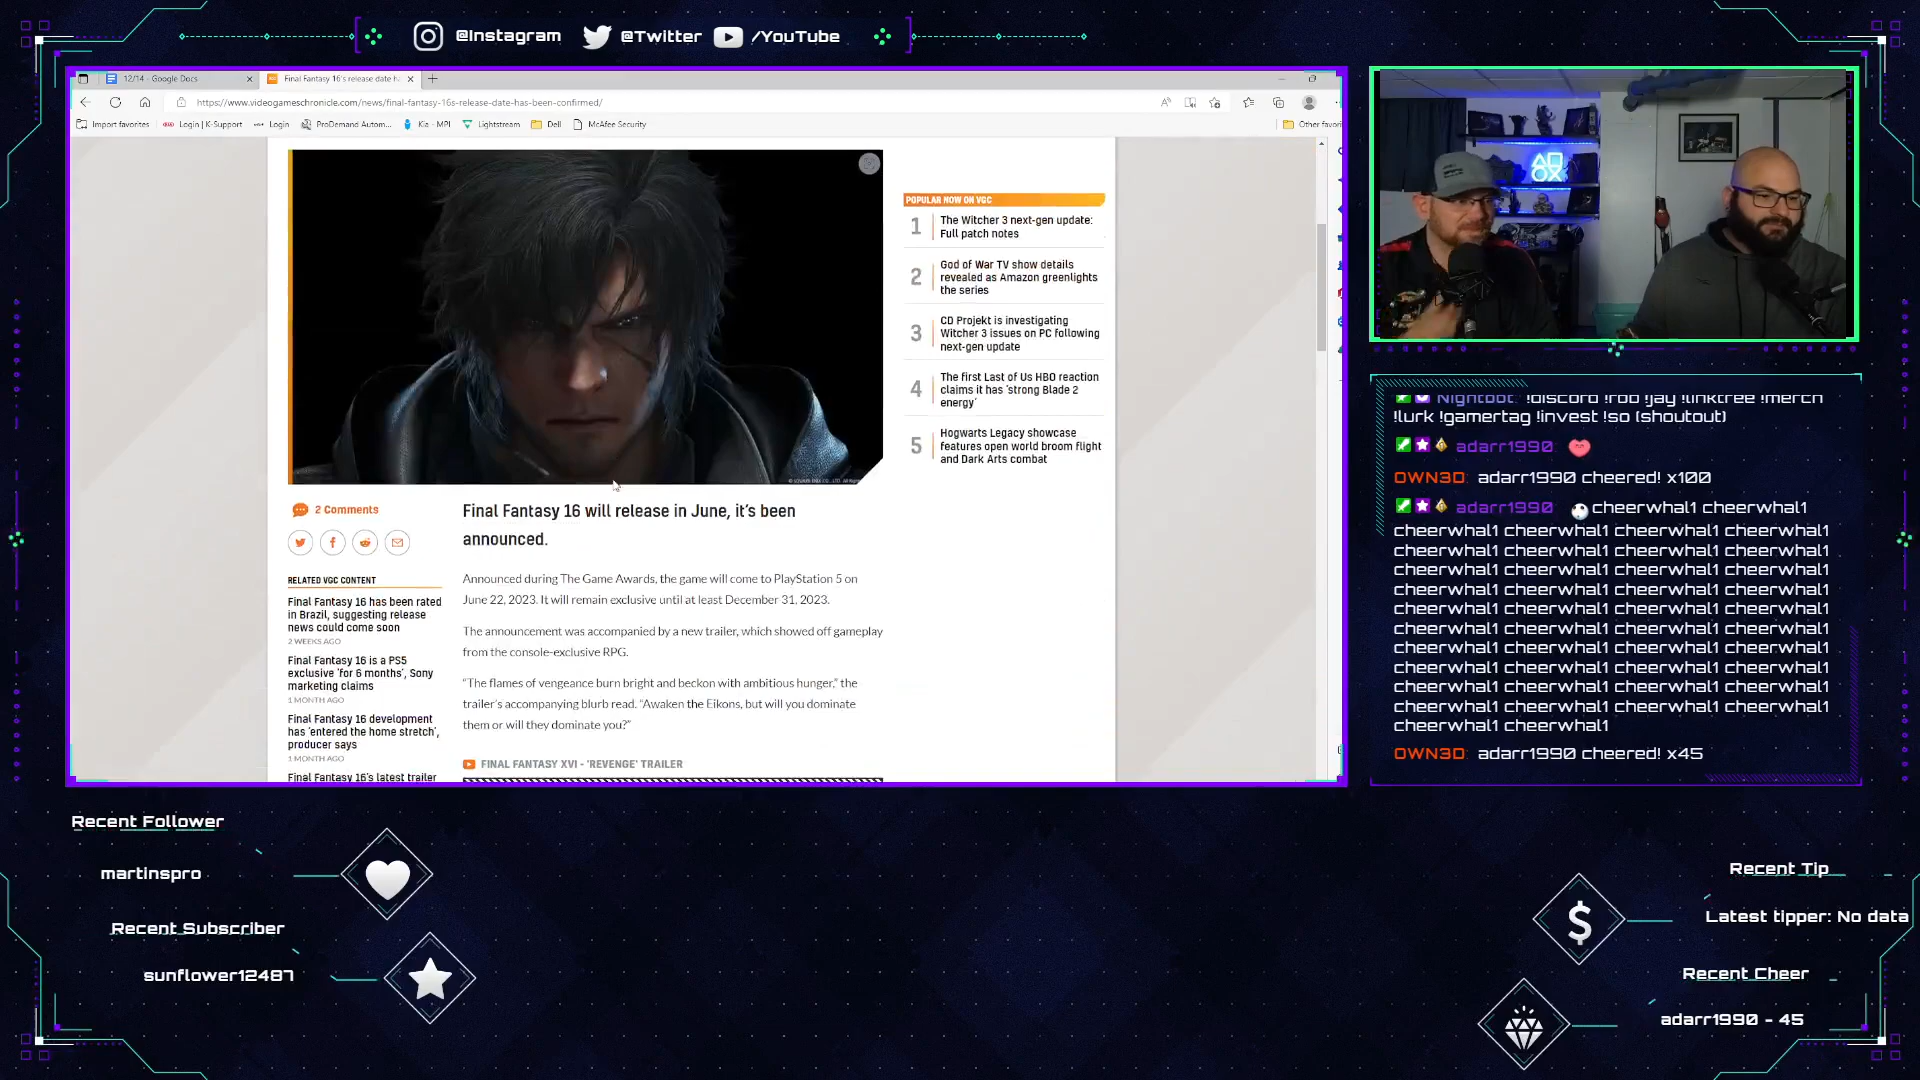 @Instagram @Twitter /YouTube
12/14 - Google Docs
Final Fantasy 16's release date ha
https://www.videogameschronicle.com/news/final-fantasy-16s-release-date-has-been-confirmed/
Import favorites Login | K-Support Login ProDemand Autom... Kia - MPI Lightstream Dell McAfee Security Other favori
POPULAR NOW ON VGC
1 The Witcher 3 next-gen update:
Full patch notes
2 God of War TV show details
revealed as Amazon greenlights
the series
3 CD Projekt is investigating
Witcher 3 issues on PC following
next-gen update
4 The first Last of Us HBO reaction
claims it has 'strong Blade 2
energy'
5 Hogwarts Legacy showcase
features open world broom flight
and Dark Arts combat
2 Comments
RELATED VGC CONTENT
Final Fantasy 16 has been rated
in Brazil, suggesting release
news could come soon
2 WEEKS AGO
Final Fantasy 16 is a PS5
exclusive 'for 6 months', Sony
marketing claims
1 MONTH AGO
Final Fantasy 16 development
has 'entered the home stretch',
producer says
1 MONTH AGO
Final Fantasy 16's latest trailer
Final Fantasy 16 will release in June, it's been
announced.
Announced during The Game Awards, the game will come to PlayStation 5 on
June 22, 2023. It will remain exclusive until at least December 31, 2023.
The announcement was accompanied by a new trailer, which showed off gameplay
from the console-exclusive RPG.
“The flames of vengeance burn bright and beckon with ambitious hunger,” the
trailer's accompanying blurb read. “Awaken the Eikons, but will you dominate
them or will they dominate you?”
FINAL FANTASY XVI - 'REVENGE' TRAILER
Nightbot: !discord !rob !jay !linktree !merch
!lurk !gamertag !invest !so (shoutout)
adarr1990:
OWN3D: adarr1990 cheered! x100
adarr1990: cheerwhal1 cheerwhal1
cheerwhal1 cheerwhal1 cheerwhal1 cheerwhal1
cheerwhal1 cheerwhal1 cheerwhal1 cheerwhal1
cheerwhal1 cheerwhal1 cheerwhal1 cheerwhal1
cheerwhal1 cheerwhal1 cheerwhal1 cheerwhal1
cheerwhal1 cheerwhal1 cheerwhal1 cheerwhal1
cheerwhal1 cheerwhal1 cheerwhal1 cheerwhal1
cheerwhal1 cheerwhal1 cheerwhal1 cheerwhal1
cheerwhal1 cheerwhal1 cheerwhal1 cheerwhal1
cheerwhal1 cheerwhal1 cheerwhal1 cheerwhal1
cheerwhal1 cheerwhal1 cheerwhal1 cheerwhal1
cheerwhal1 cheerwhal1
OWN3D: adarr1990 cheered! x45
Recent Follower
martinspro
Recent Subscriber
sunflower12487
Recent Tip
Latest tipper: No data
Recent Cheer
adarr1990 - 45